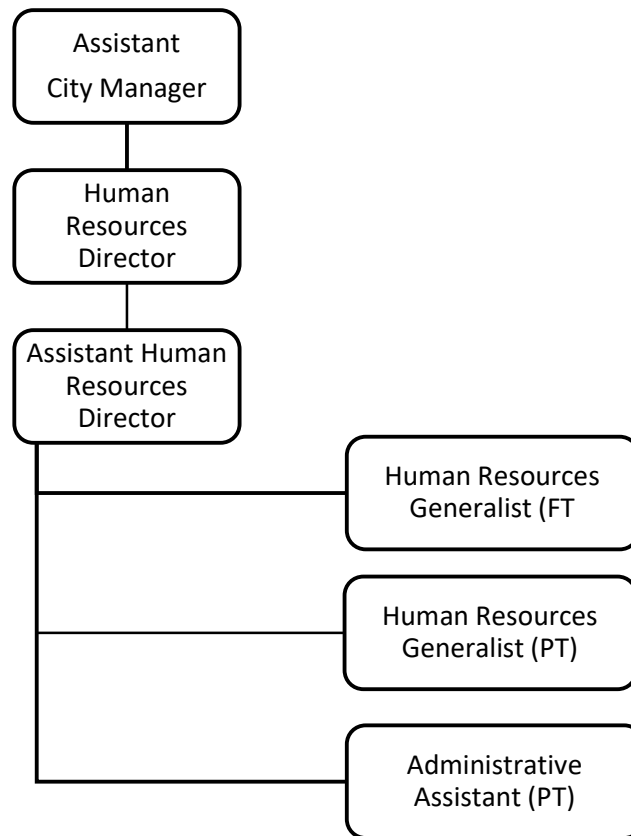 Assistant
City Manager
Human
Resources
Director
Assistant Human
Resources
Director
Human Resources
Generalist (FT
Human Resources
Generalist (PT)
Administrative
Assistant (PT)